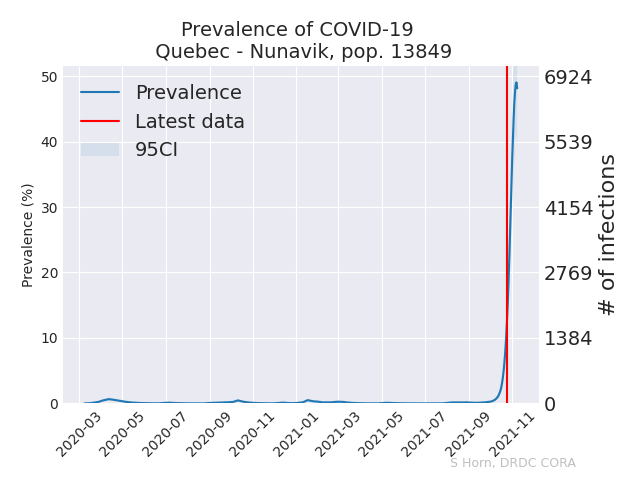 Prevalence of COVID-19
Quebec - Nunavik, pop. 13849
Prevalence
Latest data
95CI
Prevalence (%)
50
40
30
20
10
0
6924
5539
4154
2769
1384
0
# of infections
2020-03
2020-05
2020-07
2020-09
2020-11
2021-01
2021-03
2021-05
2021-07
2021-09
2021-11
S Horn, DRDC CORA